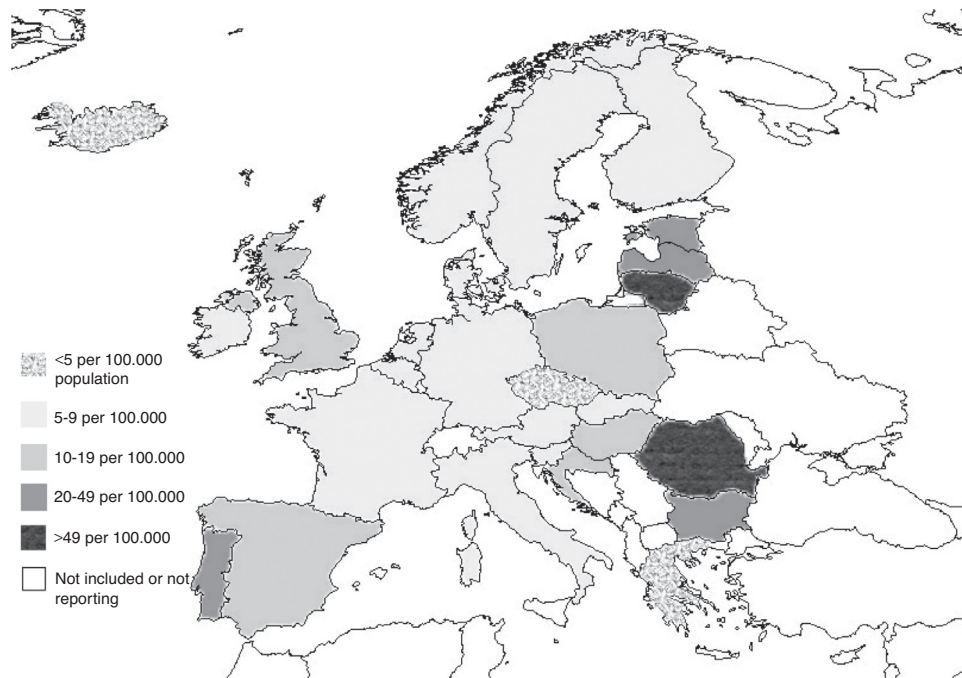 <5 per 100.000
population
5-9 per 100.000
10-19 per 100.000
20-49 per 100.000
>49 per 100.000
Not included or not
reporting